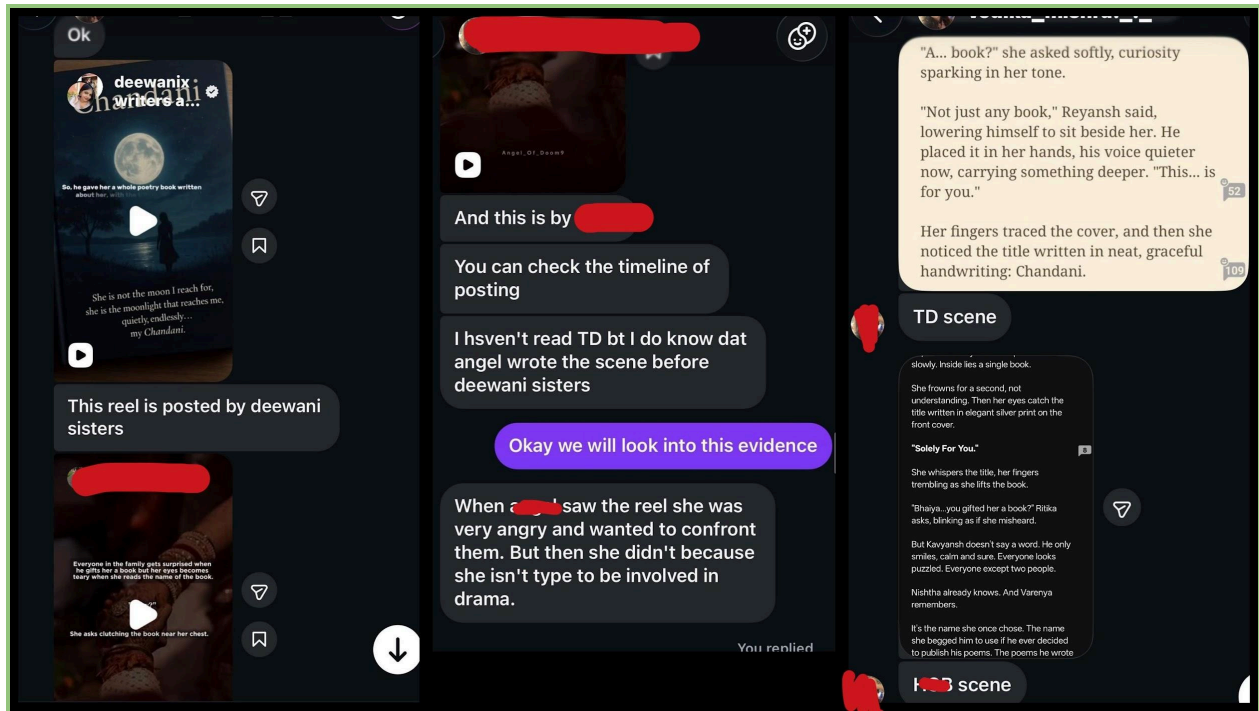 Ok
deewanix
writers a...
Chandani
So, he gave her a whole poetry book written
about her, with
She is not the moon I reach for,
she is the moonlight that reaches me,
quietly, endlessly…
my Chandani.
This reel is posted by deewani
sisters
Everyone in the family gets surprised when
he gifts her a book but her eyes becomes
teary when she reads the name of the book.
She asks clutching the book near her chest.
Angel_Of_Doom9
And this is by
You can check the timeline of
posting
I hsven't read TD bt I do know dat
angel wrote the scene before
deewani sisters
Okay we will look into this evidence
When saw the reel she was
very angry and wanted to confront
them. But then she didn't because
she isn't type to be involved in
drama.
You replied
"A... book?" she asked softly, curiosity
sparking in her tone.
"Not just any book," Reyansh said,
lowering himself to sit beside her. He
placed it in her hands, his voice quieter
now, carrying something deeper. "This... is
for you."
52
Her fingers traced the cover, and then she
noticed the title written in neat, graceful
handwriting: Chandani.
109
TD scene
slowly. Inside lies a single book.
She frowns for a second, not
understanding. Then her eyes catch the
title written in elegant silver print on the
front cover.
"Solely For You."
8
She whispers the title, her fingers
trembling as she lifts the book.
"Bhaiya...you gifted her a book?" Ritika
asks, blinking as if she misheard.
But Kavyansh doesn't say a word. He only
smiles, calm and sure. Everyone looks
puzzled. Everyone except two people.
Nishtha already knows. And Varenya
remembers.
It's the name she once chose. The name
she begged him to use if he ever decided
to publish his poems. The poems he wrote
scene